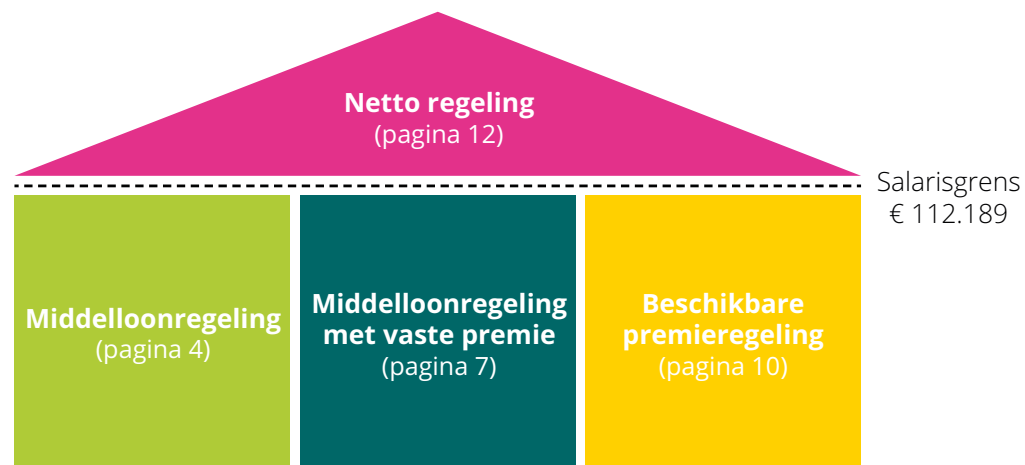 Netto regeling
(pagina 12)
Salarisgrens
€ 112.189
Middelloonregeling
(pagina 4)
Middelloonregeling
met vaste premie
(pagina 7)
Beschikbare
premieregeling
(pagina 10)